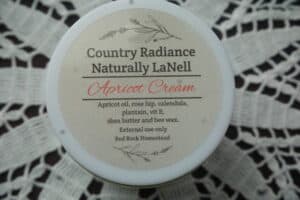 Country Radiance
Naturally LaNell
Apricot Cream
Apricot oil, rose hip, calendula,
plantain, vit E,
shea butter and bee wax.
External use only
Red Rock Homestead